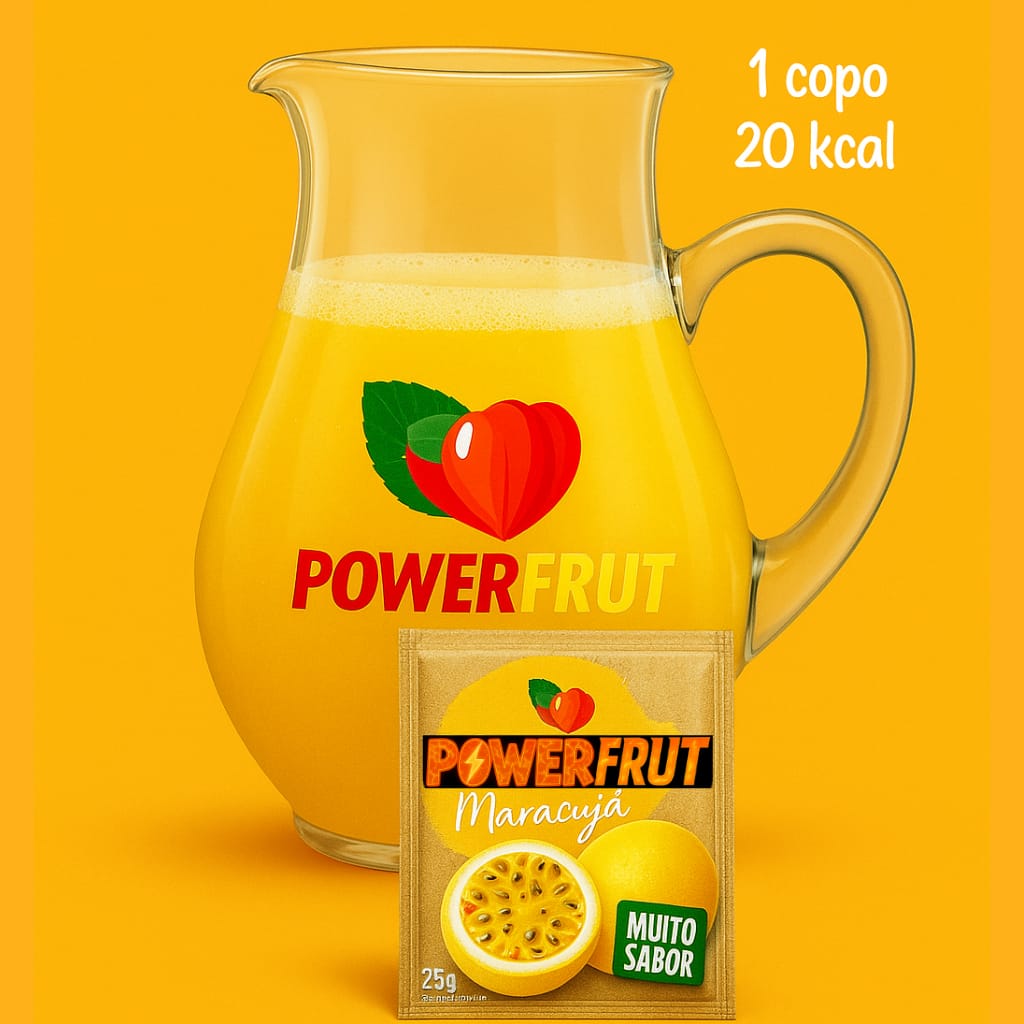 1 copo
20 kcal
POWERFRUT
POWERFRUT
Maracujá
MUITO
SABOR
25g